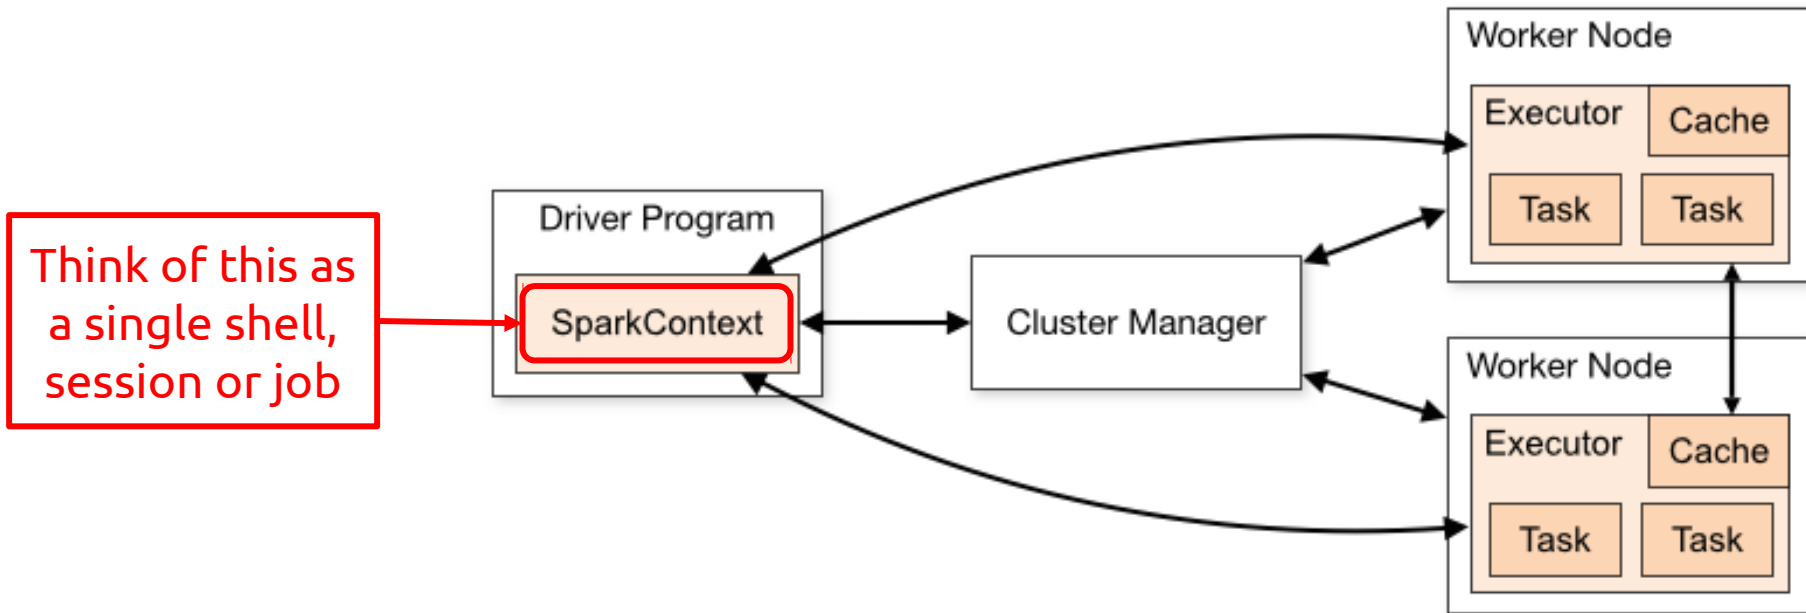 Think of this as
a single shell,
session or job
Driver Program
SparkContext
Cluster Manager
Worker Node
Executor
Cache
Task
Task
Worker Node
Executor
Cache
Task
Task